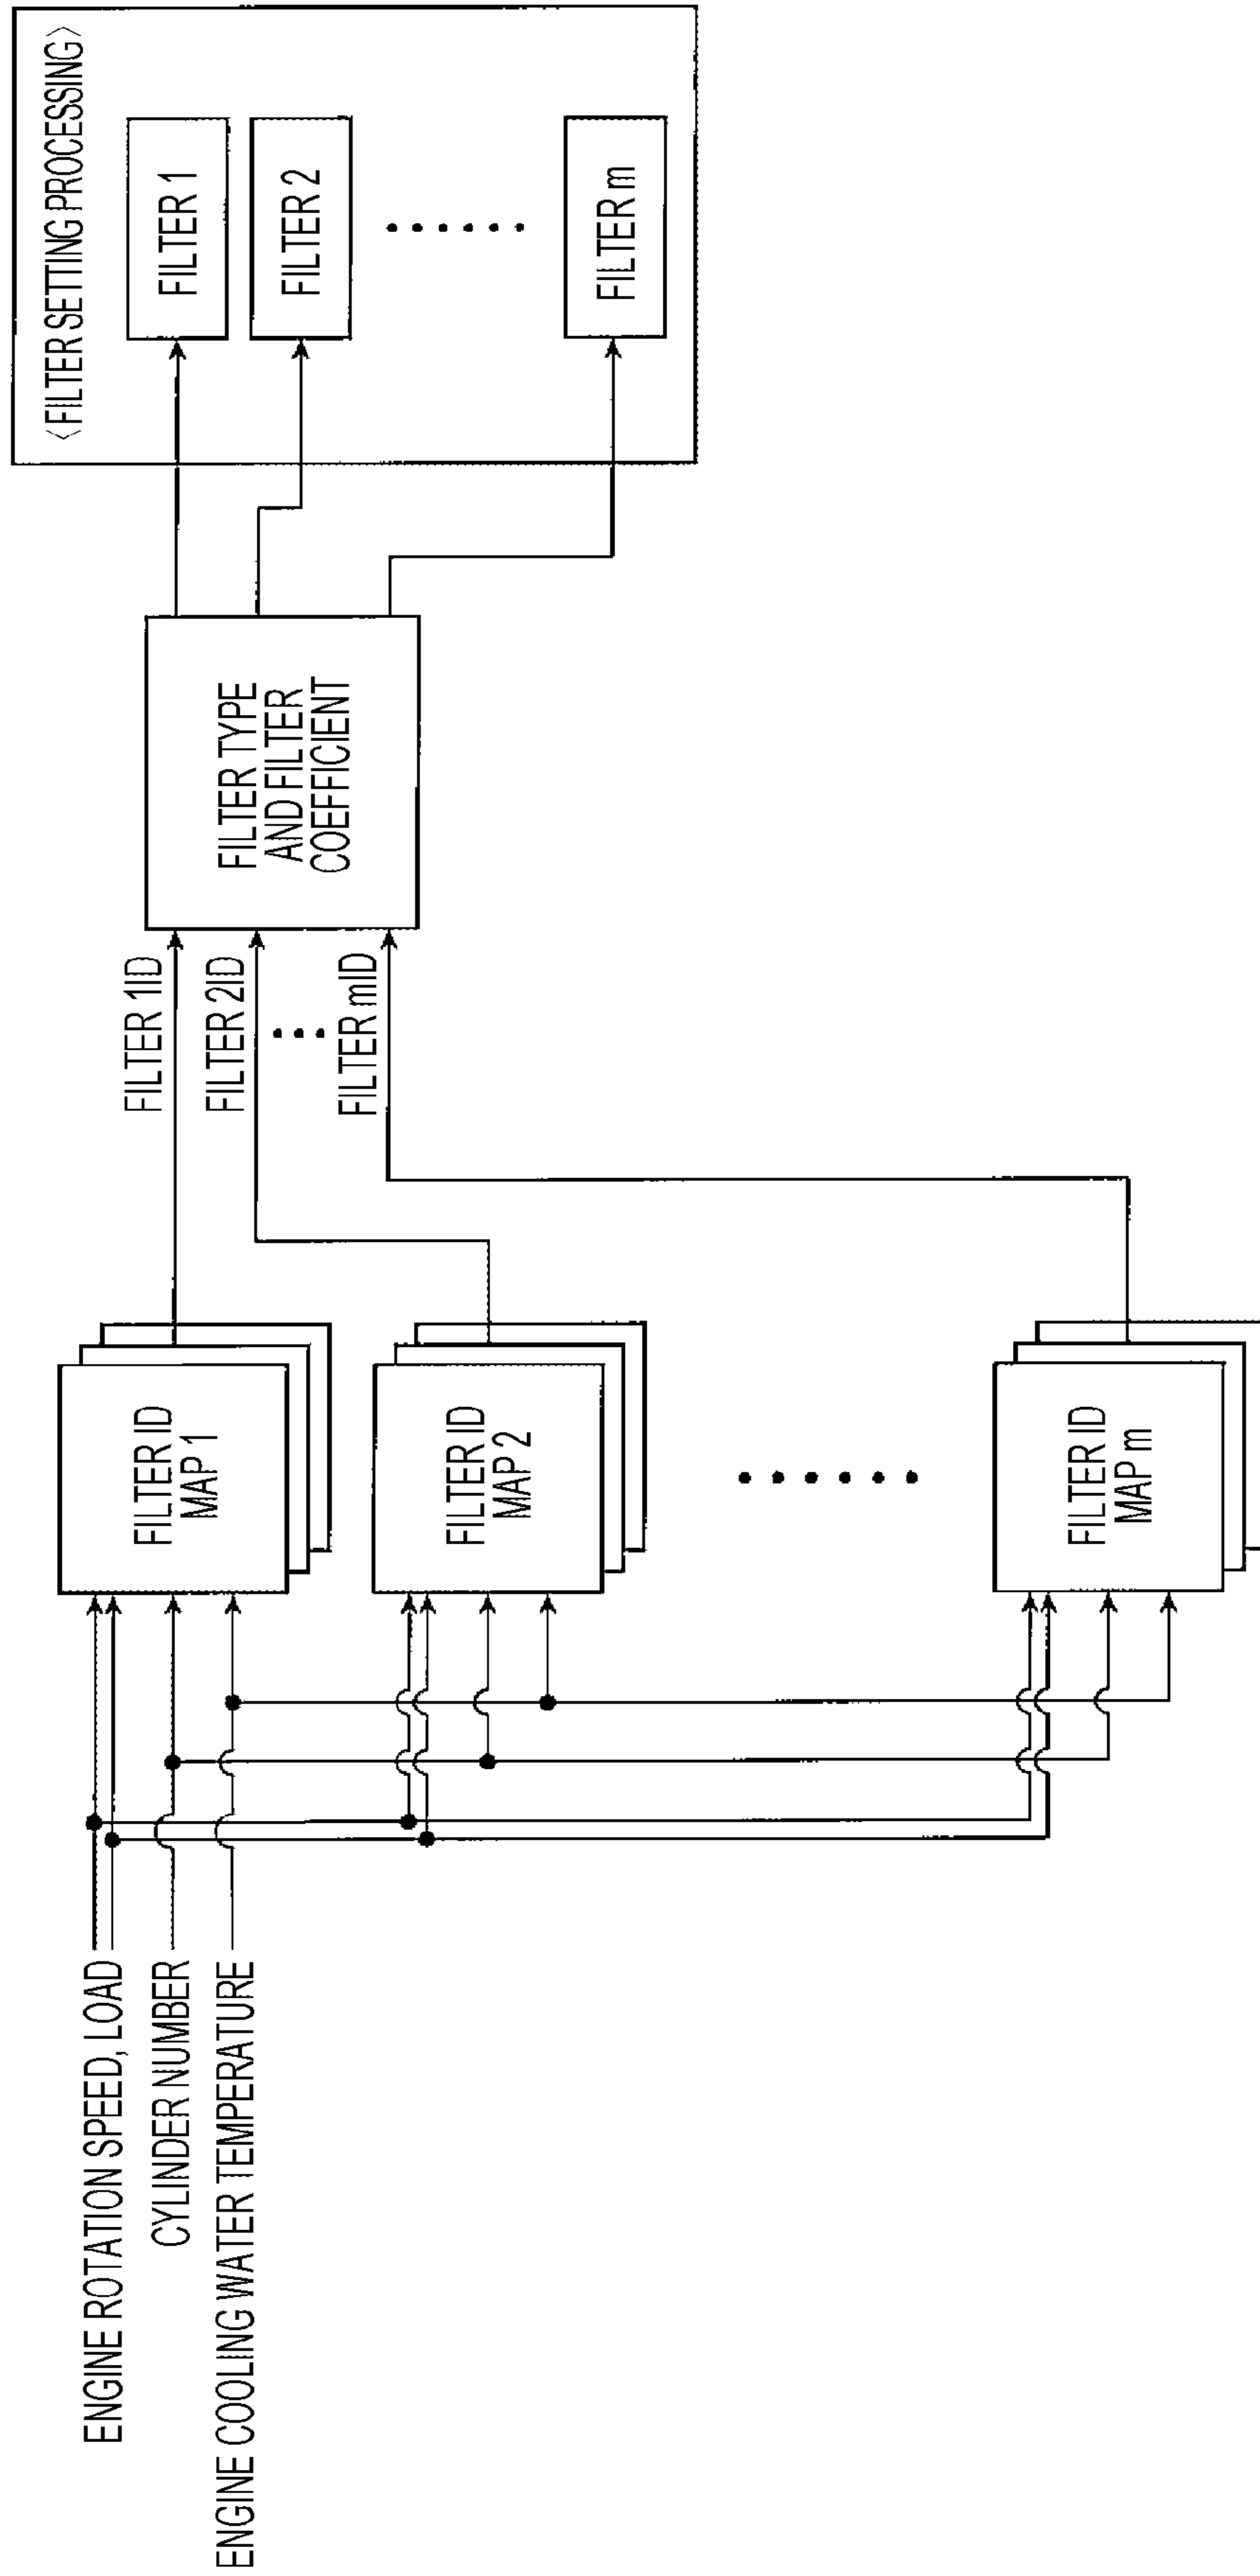 ENGINE ROTATION SPEED, LOAD
CYLINDER NUMBER
ENGINE COOLING WATER TEMPERATURE
FILTER ID
MAP 1
FILTER ID
MAP 2
FILTER ID
MAP m
FILTER 1ID
FILTER 2ID
FILTER mID
FILTER TYPE
AND FILTER
COEFFICIENT
<FILTER SETTING PROCESSING>
FILTER 1
FILTER 2
FILTER m